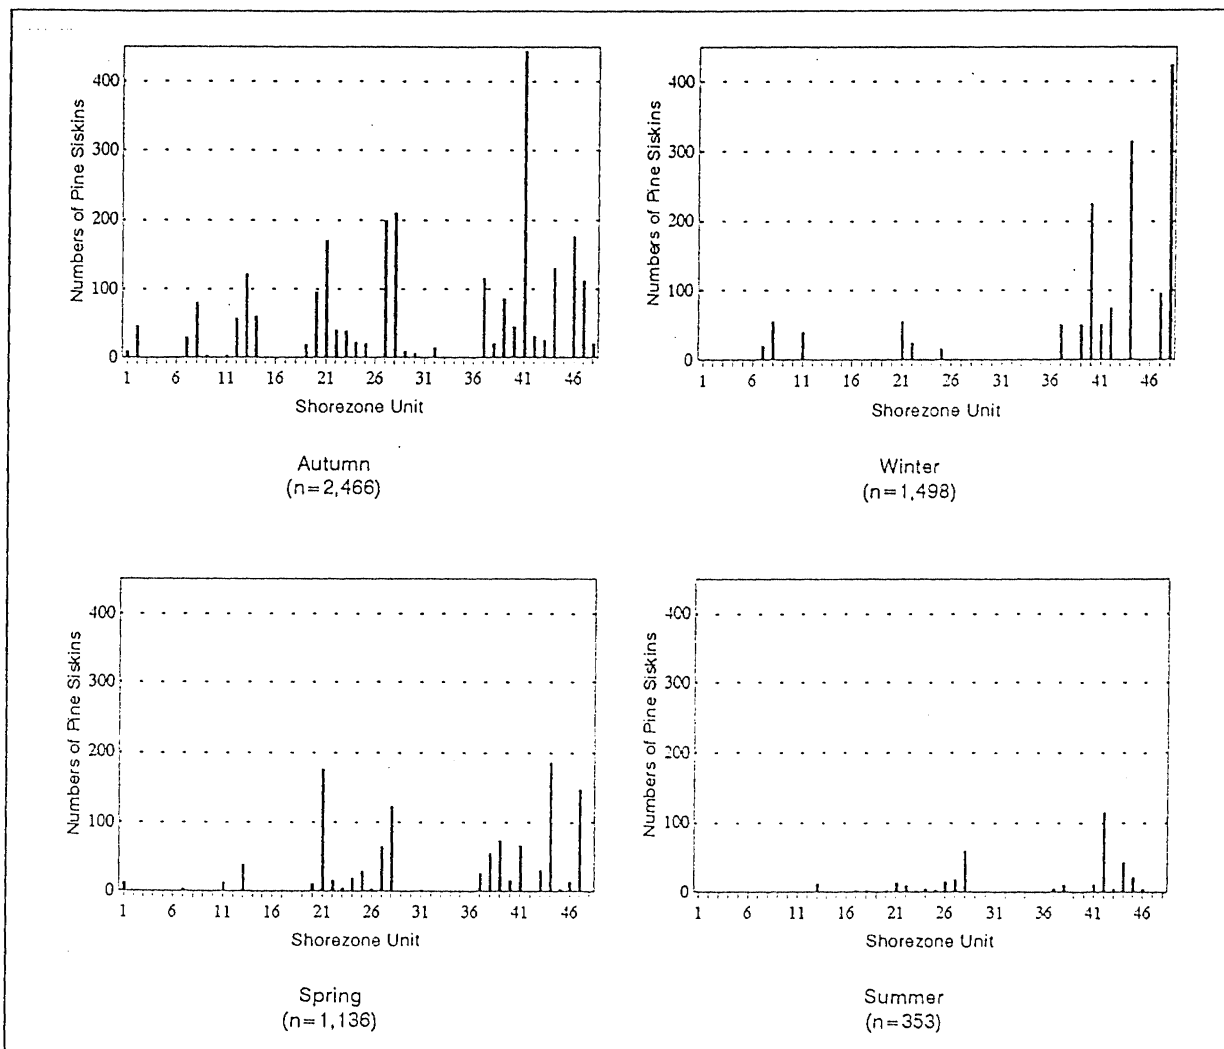 Numbers of Pine Siskins
400
300
200
100
0
1 6 11 16 21 26 31 36 41 46
Shorezone Unit
Autumn
(n=2,466)
Numbers of Pine Siskins
400
300
200
100
0
1 6 11 16 21 26 31 36 41 46
Shorezone Unit
Winter
(n=1,498)
Numbers of Pine Siskins
400
300
200
100
0
1 6 11 16 21 26 31 36 41 46
Shorezone Unit
Spring
(n=1,136)
Numbers of Pine Siskins
400
300
200
100
0
1 6 11 16 21 26 31 36 41 46
Shorezone Unit
Summer
(n=353)